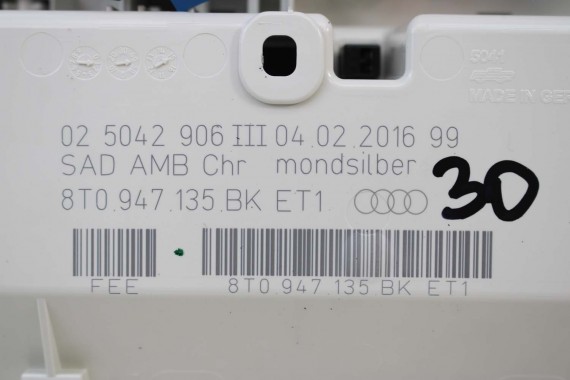 5041
MADE IN GER
02 5042 906 III 04.02.2016 99
SAD AMB Chr mondsilber
8T0.947.135.BK ET1
30
FEE
8T0 947 135 BK ET1